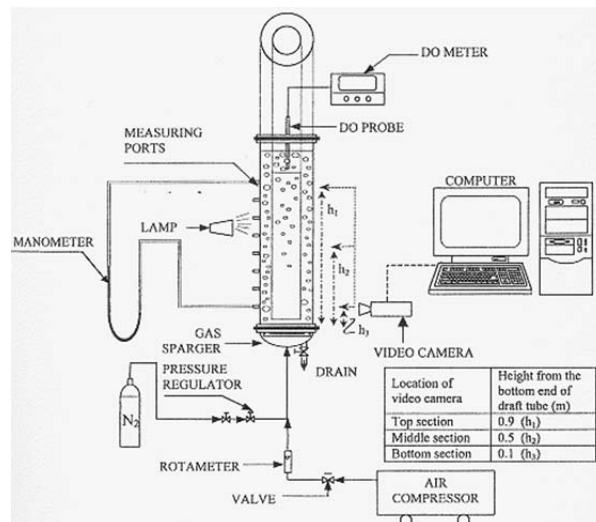 DO METER
DO PROBE
MEASURING
PORTS
COMPUTER
LAMP
MANOMETER
h₁
h₂
h₃
GAS
SPARGER
VIDEO CAMERA
DRAIN
PRESSURE
REGULATOR
N₂
Location of video camera | Height from the bottom end of draft tube (m)
Top section | 0.9 (h₁)
Middle section | 0.5 (h₂)
Bottom section | 0.1 (h₃)
ROTAMETER
VALVE
AIR
COMPRESSOR